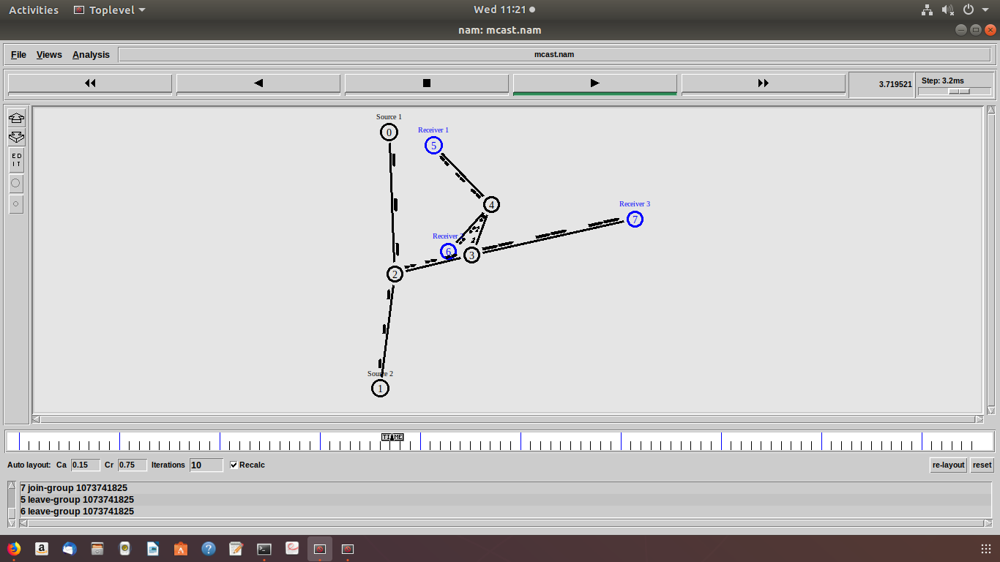 Activities Toplevel Wed 11:21
nam: mcast.nam
File Views Analysis mcast.nam
3.719521 Step: 3.2ms
ED
IT
Source 1
0
Receiver 1
5
4
Receiver 3
7
Receiver
6
3
2
Source 2
1
TIME
Auto layout: Ca 0.15 Cr 0.75 Iterations 10 Recalc re-layout reset
7 join-group 1073741825
5 leave-group 1073741825
6 leave-group 1073741825